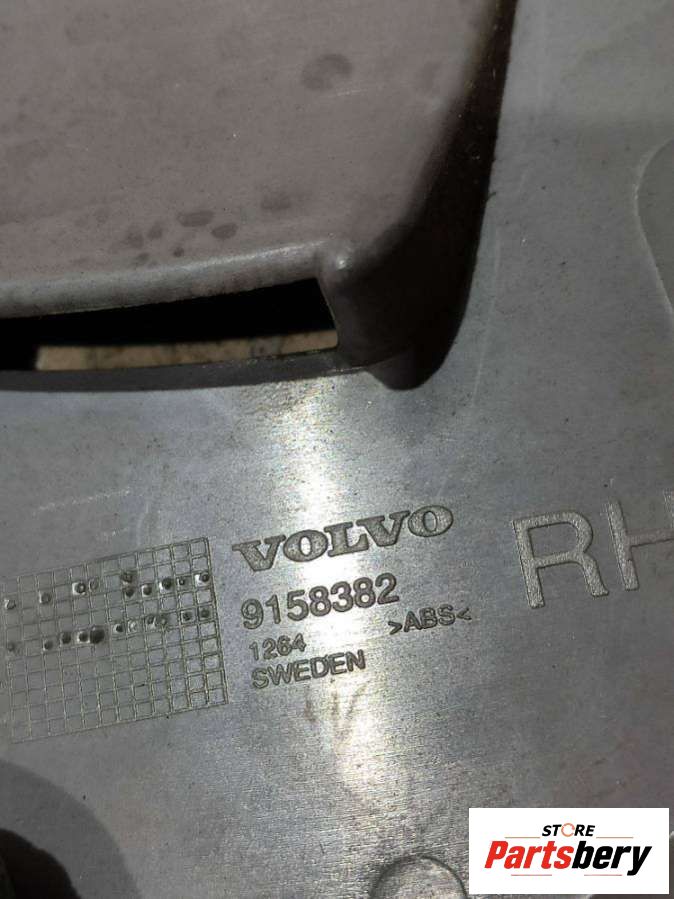 VOLVO
9158382
1264 >ABS<
SWEDEN
RH
STORE
Partsbery